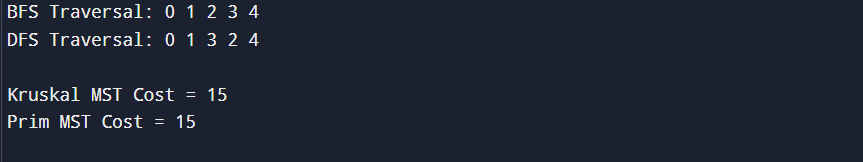 BFS Traversal: 0 1 2 3 4
DFS Traversal: 0 1 3 2 4
Kruskal MST Cost = 15
Prim MST Cost = 15